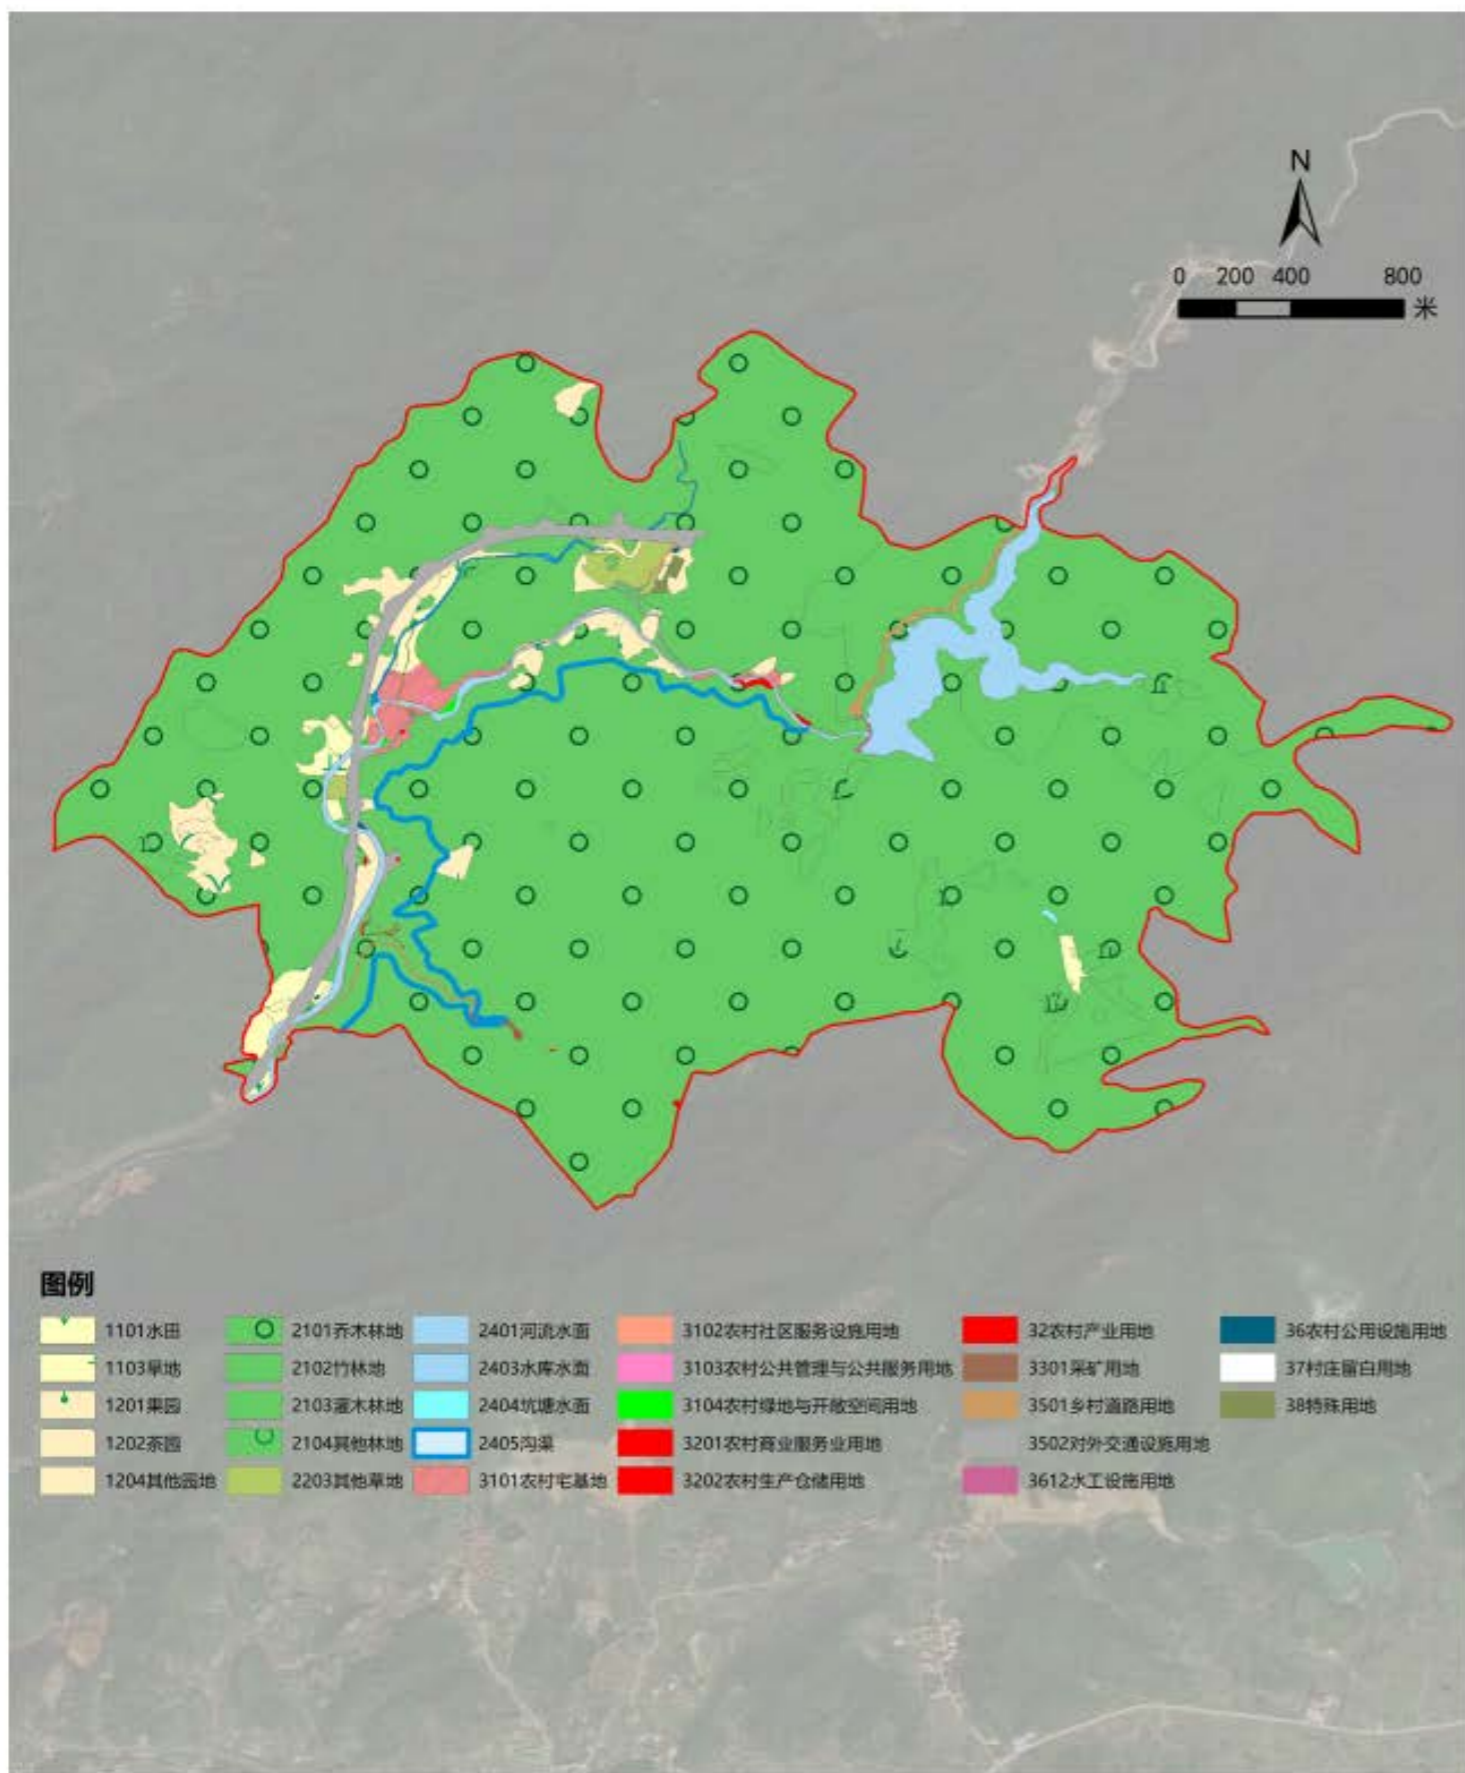 N
0 200 400 800
米
图例
1101水田 2101乔木林地 2401河流水面 3102农村社区服务设施用地 32农村产业用地 36农村公用设施用地
1103旱地 2102竹林地 2403水库水面 3103农村公共管理与公共服务用地 3301采矿用地 37村庄留白用地
1201果园 2103灌木林地 2404坑塘水面 3104农村绿地与开敞空间用地 3501乡村道路用地 38特殊用地
1202茶园 2104其他林地 2405沟渠 3201农村商业服务业用地 3502对外交通设施用地
1204其他园地 2203其他草地 3101农村宅基地 3202农村生产仓储用地 3612水工设施用地